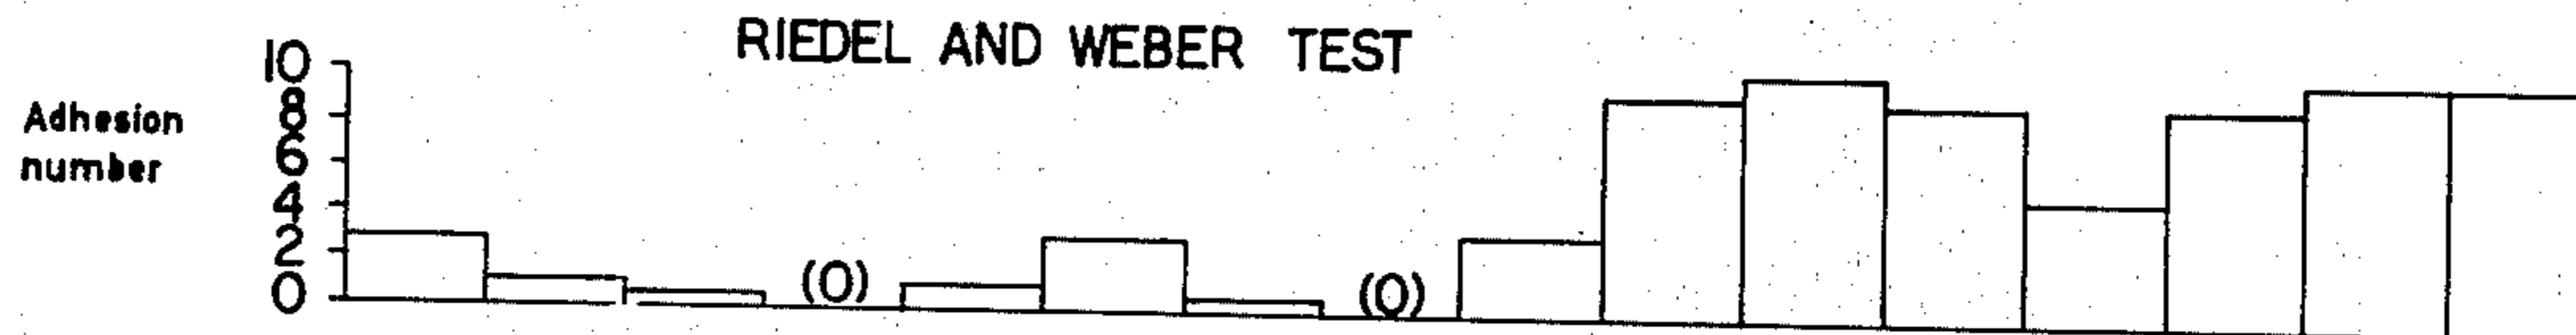 RIEDEL AND WEBER TEST
Adhesion
number
10
8
6
4
2
0
(0)
(0)